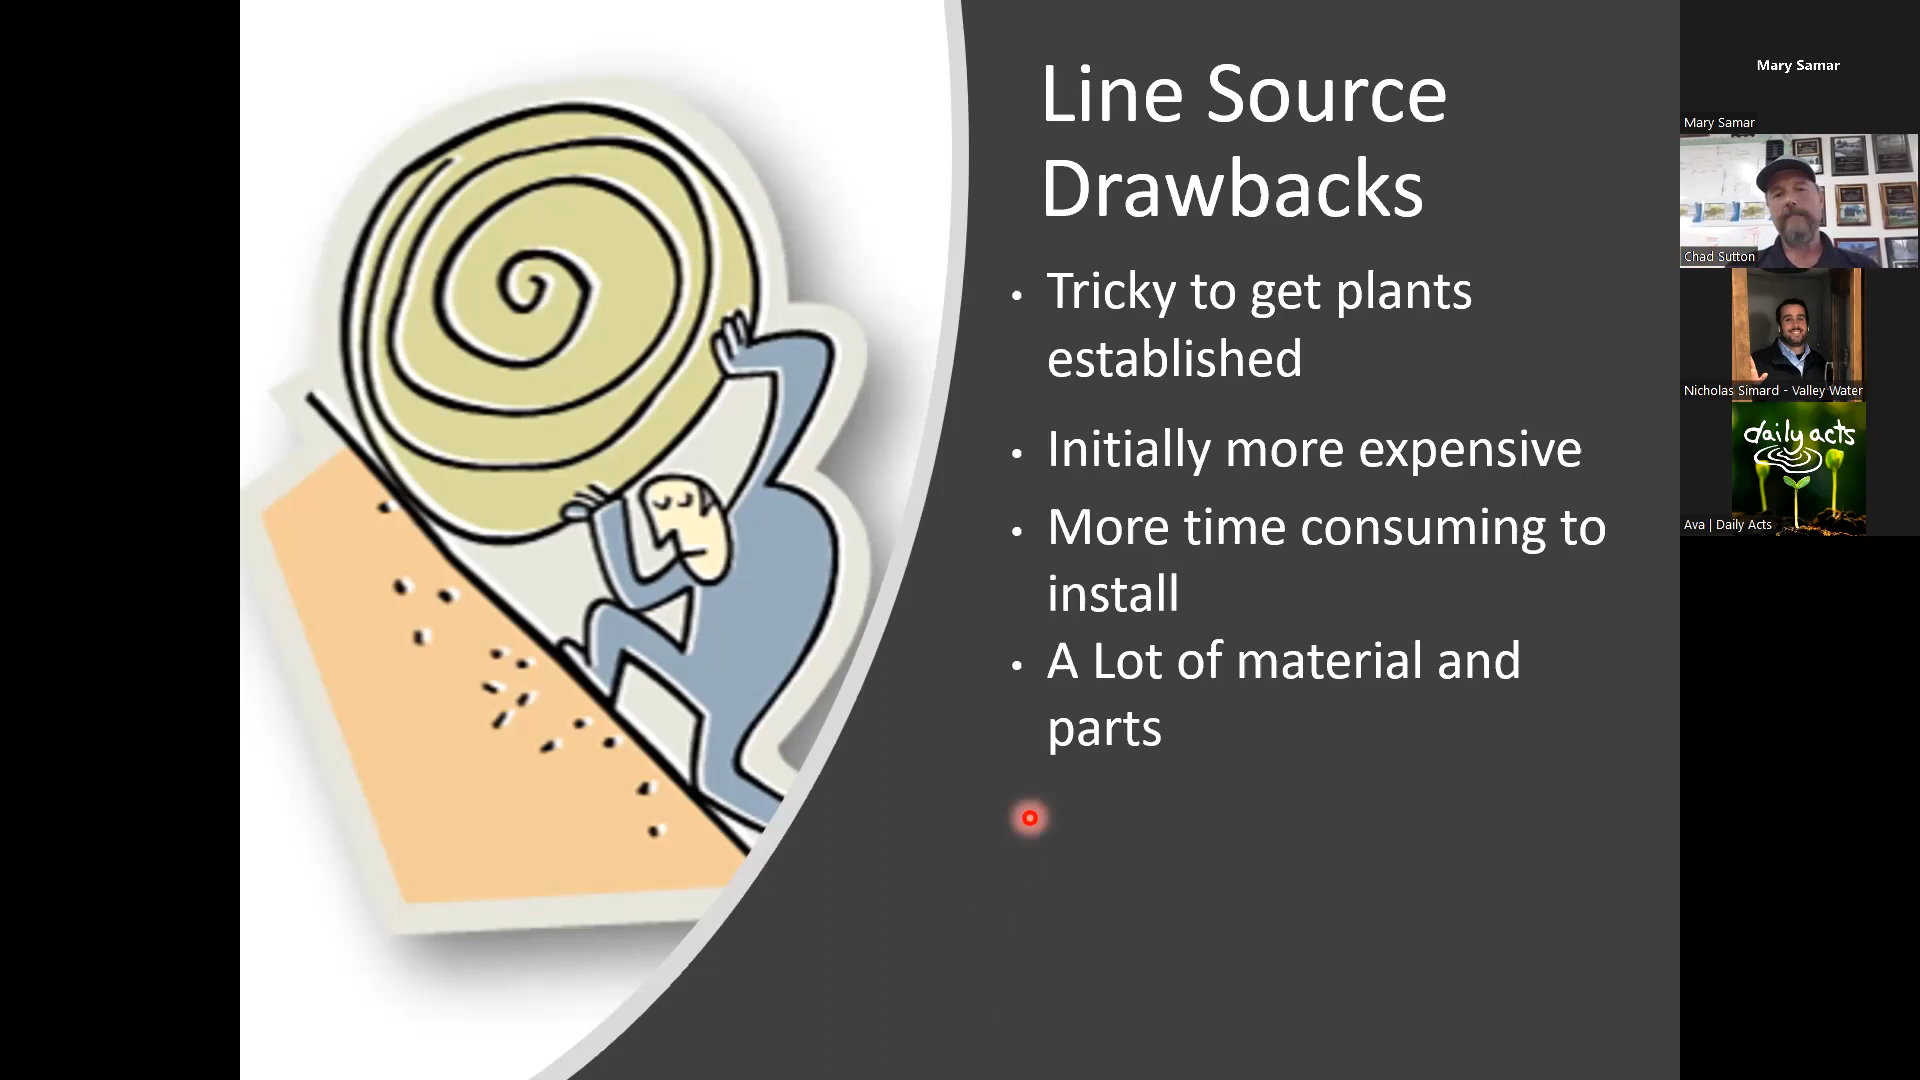 Line Source
Drawbacks
• Tricky to get plants
established
• Initially more expensive
• More time consuming to
install
• A Lot of material and
parts
Mary Samar
Mary Samar
Chad Sutton
Nicholas Simard - Valley Water
daily acts
Ava | Daily Acts